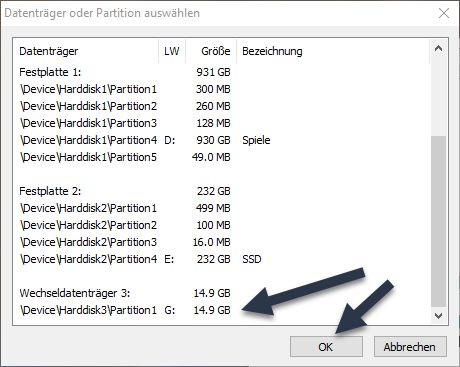 Datenträger oder Partition auswählen
Datenträger LW Größe Bezeichnung
Festplatte 1: 931 GB
\Device\Harddisk1\Partition1 300 MB
\Device\Harddisk1\Partition2 260 MB
\Device\Harddisk1\Partition3 128 MB
\Device\Harddisk1\Partition4 D: 930 GB Spiele
\Device\Harddisk1\Partition5 49.0 MB
Festplatte 2: 232 GB
\Device\Harddisk2\Partition1 499 MB
\Device\Harddisk2\Partition2 100 MB
\Device\Harddisk2\Partition3 16.0 MB
\Device\Harddisk2\Partition4 E: 232 GB SSD
Wechseldatenträger 3: 14.9 GB
\Device\Harddisk3\Partition1 G: 14.9 GB
OK Abbrechen